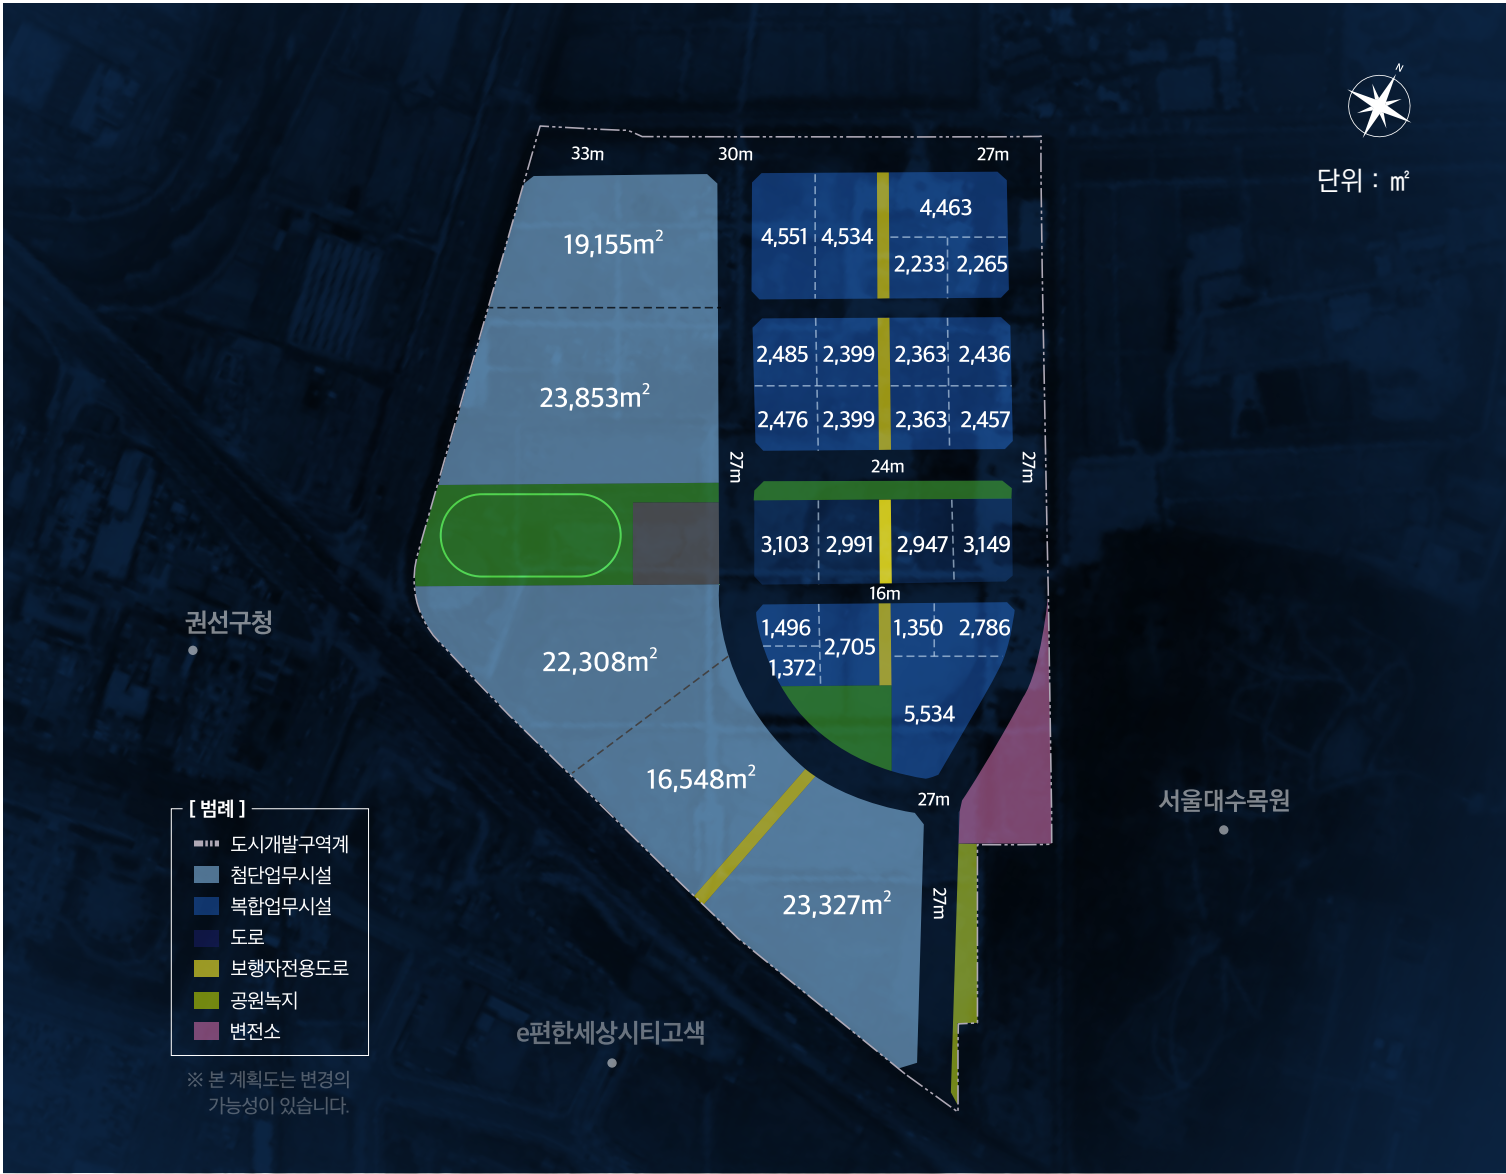 N
단위 : ㎡
33m
30m
27m
19,155m²
4,551
4,534
4,463
2,233
2,265
23,853m²
2,485
2,399
2,363
2,436
2,476
2,399
2,363
2,457
27m
24m
27m
3,103
2,991
2,947
3,149
16m
권선구청
1,496
2,705
1,350
2,786
1,372
22,308m²
5,534
16,548m²
27m
서울대수목원
23,327m²
27m
[ 범례 ]
도시개발구역계
첨단업무시설
복합업무시설
도로
보행자전용도로
공원녹지
변전소
e편한세상시티고색
※ 본 계획도는 변경의
가능성이 있습니다.